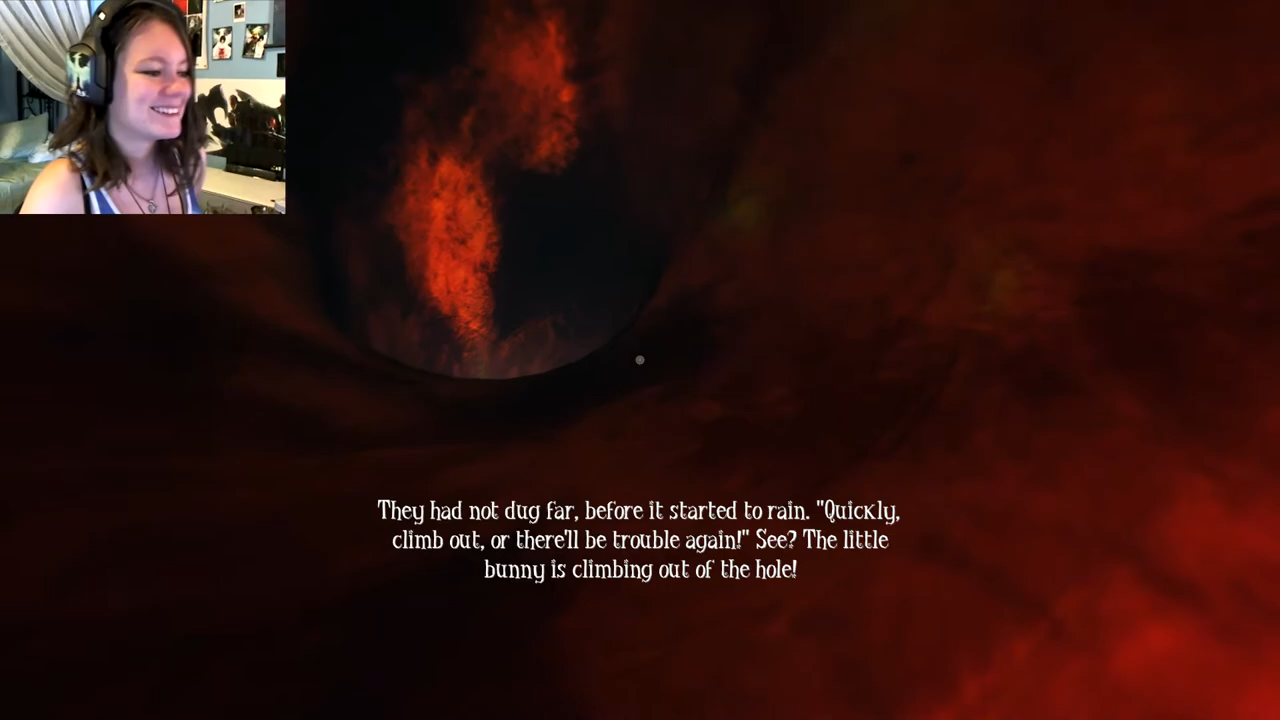 They had not dug far, before it started to rain. "Quickly,
climb out, or there'll be trouble again!" See? The little
bunny is climbing out of the hole!